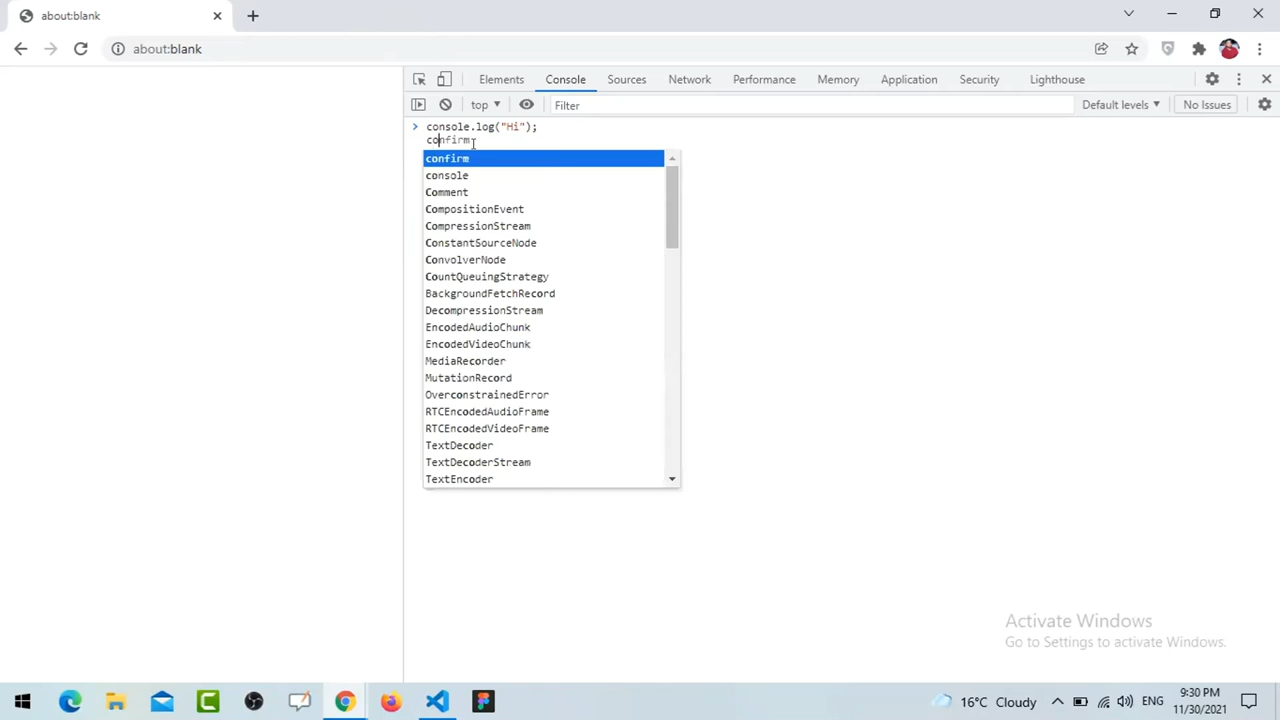 about:blank
about:blank
Elements
Console
Sources
Network
Performance
Memory
Application
Security
Lighthouse
top
Filter
Default levels
No Issues
console.log("Hi");
confirm
confirm
console
Comment
CompositionEvent
CompressionStream
ConstantSourceNode
ConvolverNode
CountQueuingStrategy
BackgroundFetchRecord
DecompressionStream
EncodedAudioChunk
EncodedVideoChunk
MediaRecorder
MutationRecord
OverconstrainedError
RTCEncodedAudioFrame
RTCEncodedVideoFrame
TextDecoder
TextDecoderStream
TextEncoder
Activate Windows
Go to Settings to activate Windows.
16°C Cloudy
ENG
9:30 PM
11/30/2021